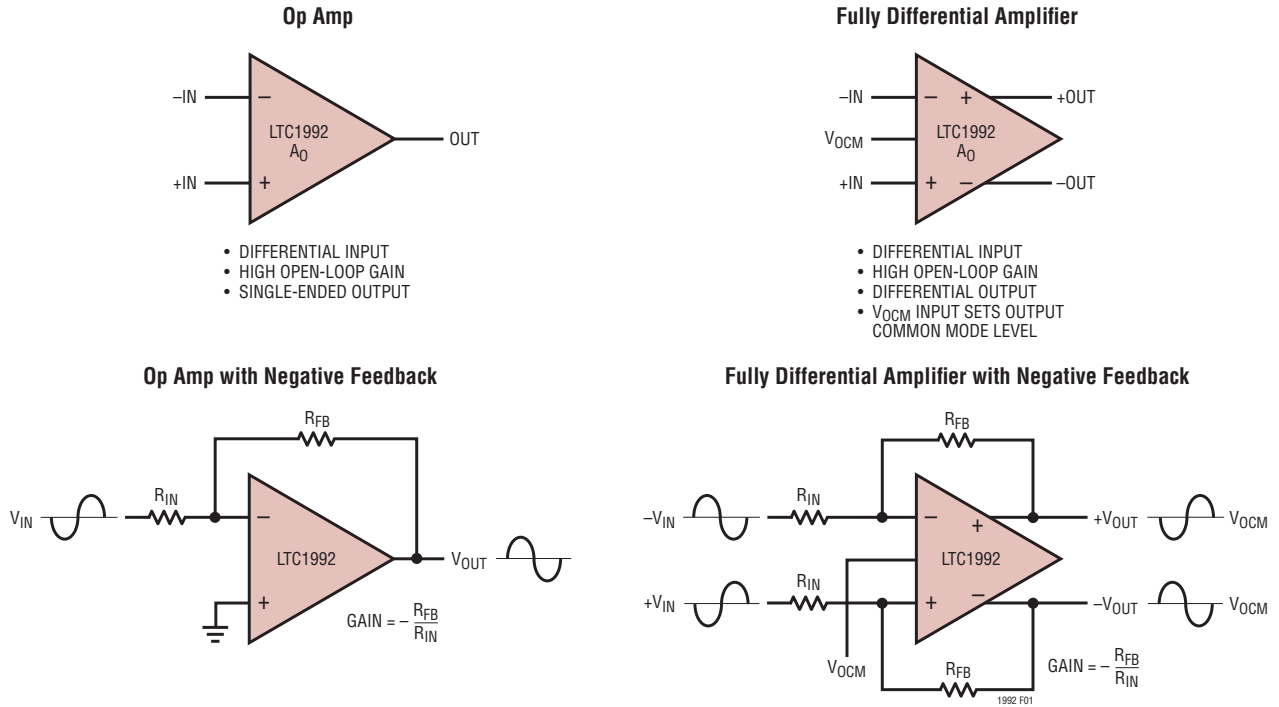 Op Amp
–IN
+IN
–
+
LTC1992
AO
OUT
• DIFFERENTIAL INPUT
• HIGH OPEN-LOOP GAIN
• SINGLE-ENDED OUTPUT
Fully Differential Amplifier
–IN
VOCM
+IN
– +
LTC1992
AO
+ –
+OUT
–OUT
• DIFFERENTIAL INPUT
• HIGH OPEN-LOOP GAIN
• DIFFERENTIAL OUTPUT
• VOCM INPUT SETS OUTPUT
COMMON MODE LEVEL
Op Amp with Negative Feedback
RFB
VIN
RIN
–
LTC1992
+
VOUT
GAIN = – RFB
RIN
Fully Differential Amplifier with Negative Feedback
RFB
–VIN
RIN
–
+
+VOUT
VOCM
LTC1992
+VIN
RIN
+
–
–VOUT
VOCM
VOCM
RFB
GAIN = – RFB
RIN
1992 F01